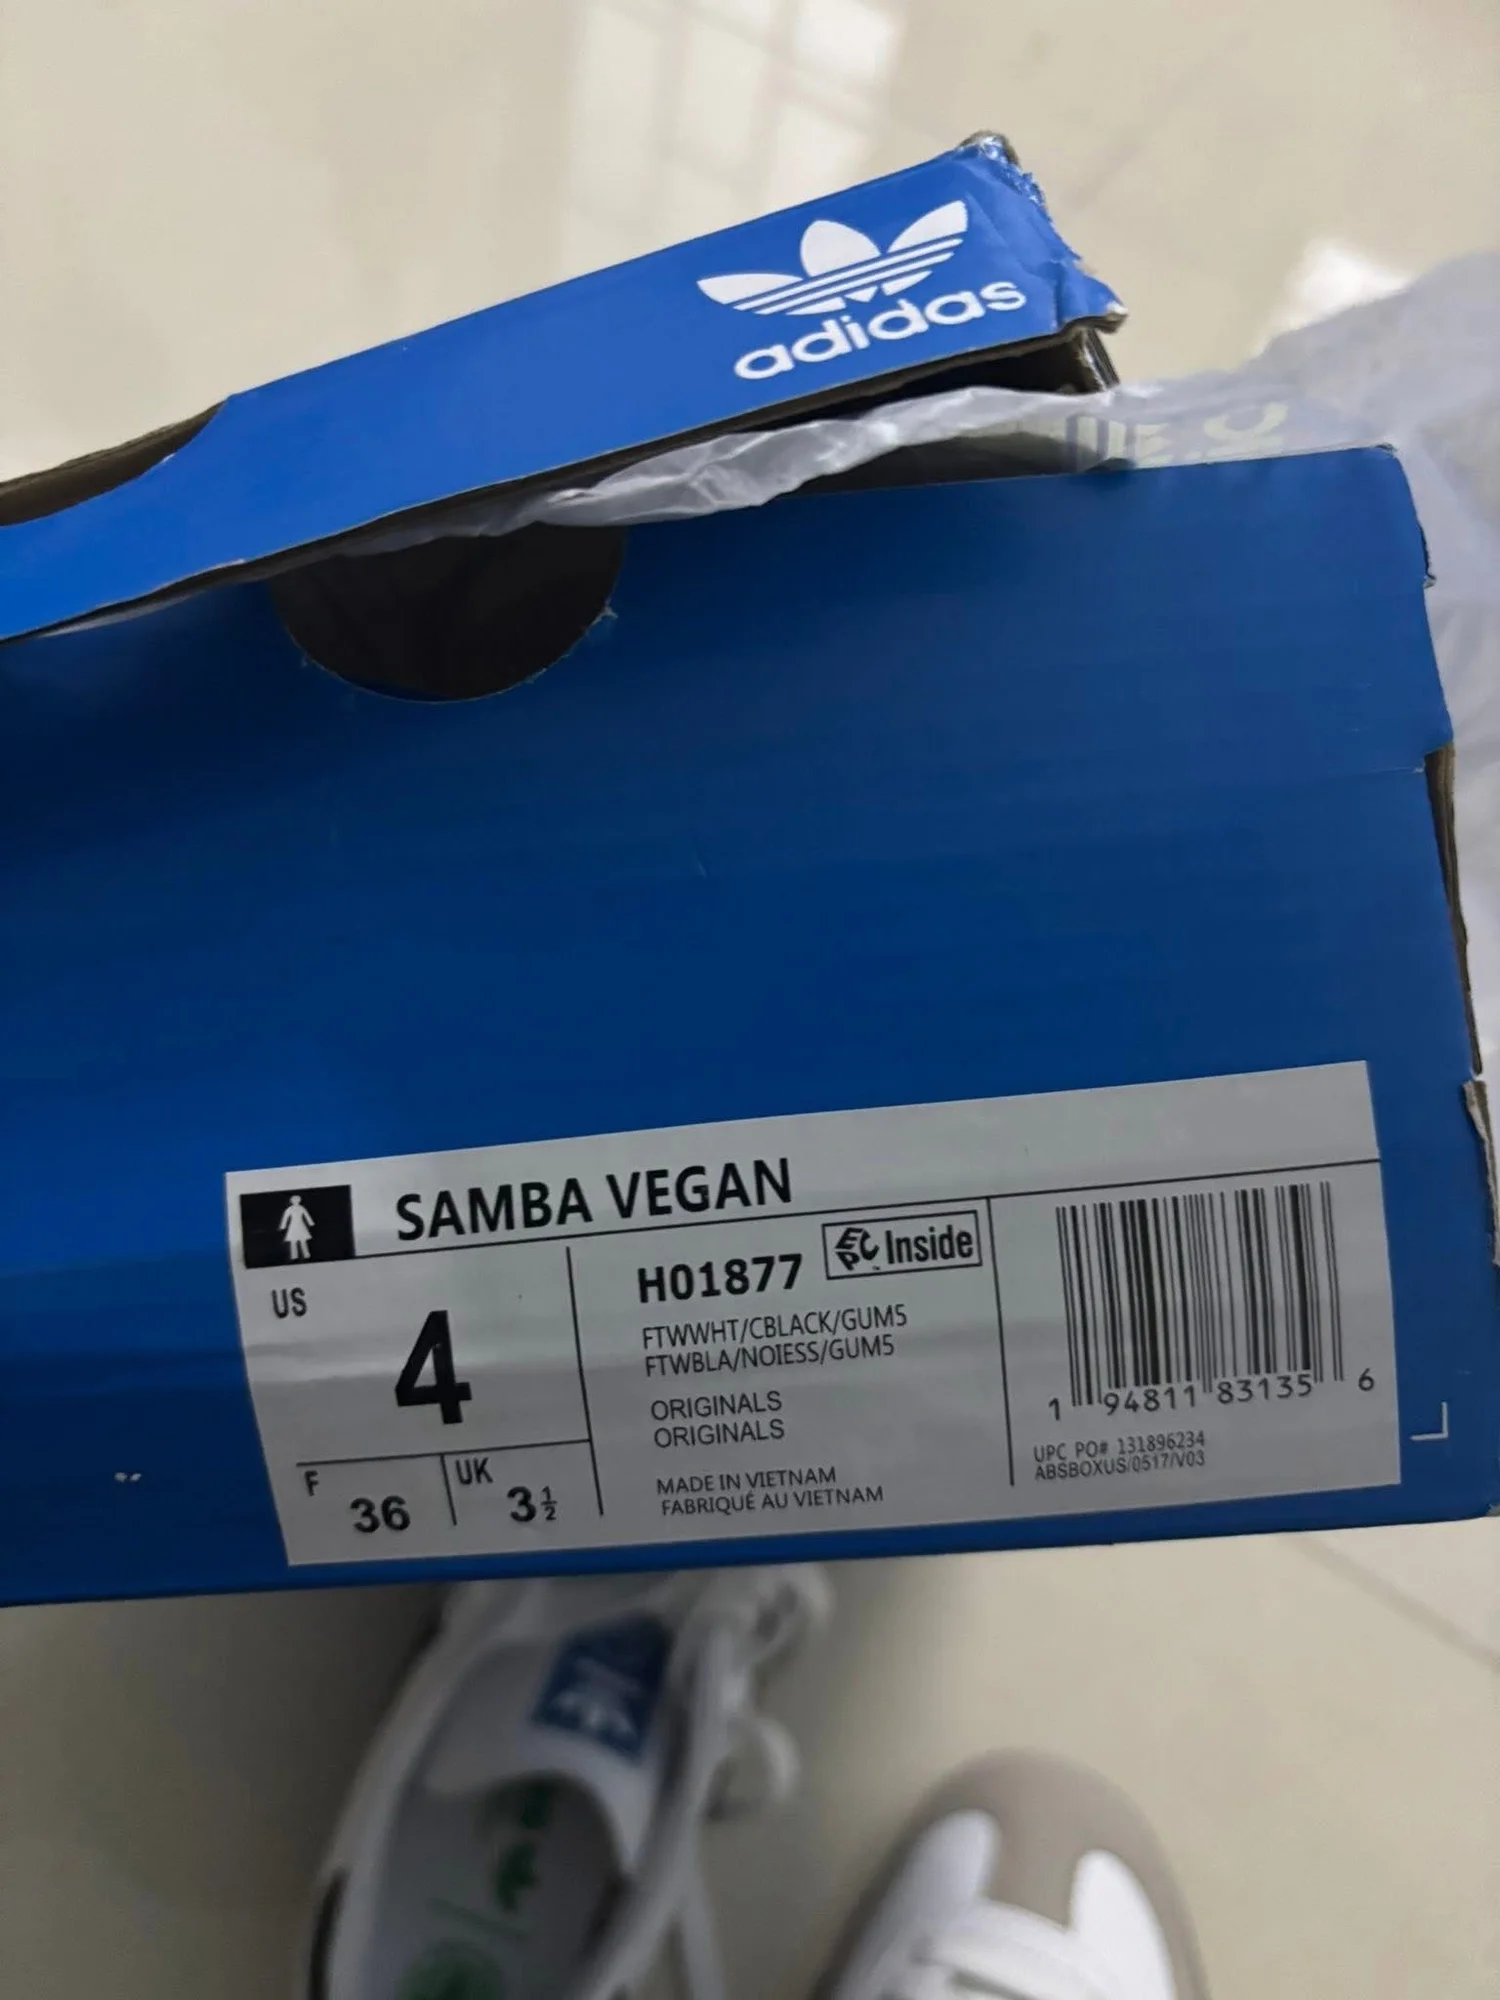 adidas
SAMBA VEGAN
US
4
F
36
UK
3½
H01877
EPC Inside
FTWWHT/CBLACK/GUM5
FTWBLA/NOIESS/GUM5
ORIGINALS
ORIGINALS
MADE IN VIETNAM
FABRIQUÉ AU VIETNAM
1 94811 83135 6
UPC PO# 131896234
ABSBOXUS/0517/V03